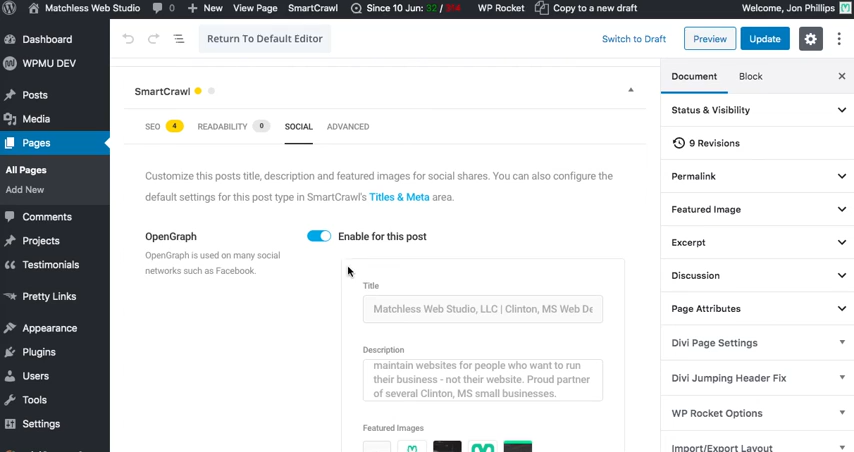 Matchless Web Studio 0 New View Page SmartCrawl Since 10 Jun: 32 / 314 WP Rocket Copy to a new draft Welcome, Jon Phillips
Dashboard
WPMU DEV
Posts
Media
Pages
All Pages
Add New
Comments
Projects
Testimonials
Pretty Links
Appearance
Plugins
Users
Tools
Settings
Return To Default Editor
Switch to Draft
Preview
Update
SmartCrawl
SEO 4 READABILITY 0 SOCIAL ADVANCED
Customize this posts title, description and featured images for social shares. You can also configure the
default settings for this post type in SmartCrawl's Titles & Meta area.
OpenGraph
OpenGraph is used on many social
networks such as Facebook.
Enable for this post
Title
Matchless Web Studio, LLC | Clinton, MS Web De
Description
maintain websites for people who want to run
their business - not their website. Proud partner
of several Clinton, MS small businesses.
Featured Images
Document Block
Status & Visibility
9 Revisions
Permalink
Featured Image
Excerpt
Discussion
Page Attributes
Divi Page Settings
Divi Jumping Header Fix
WP Rocket Options
Import/Export Layout